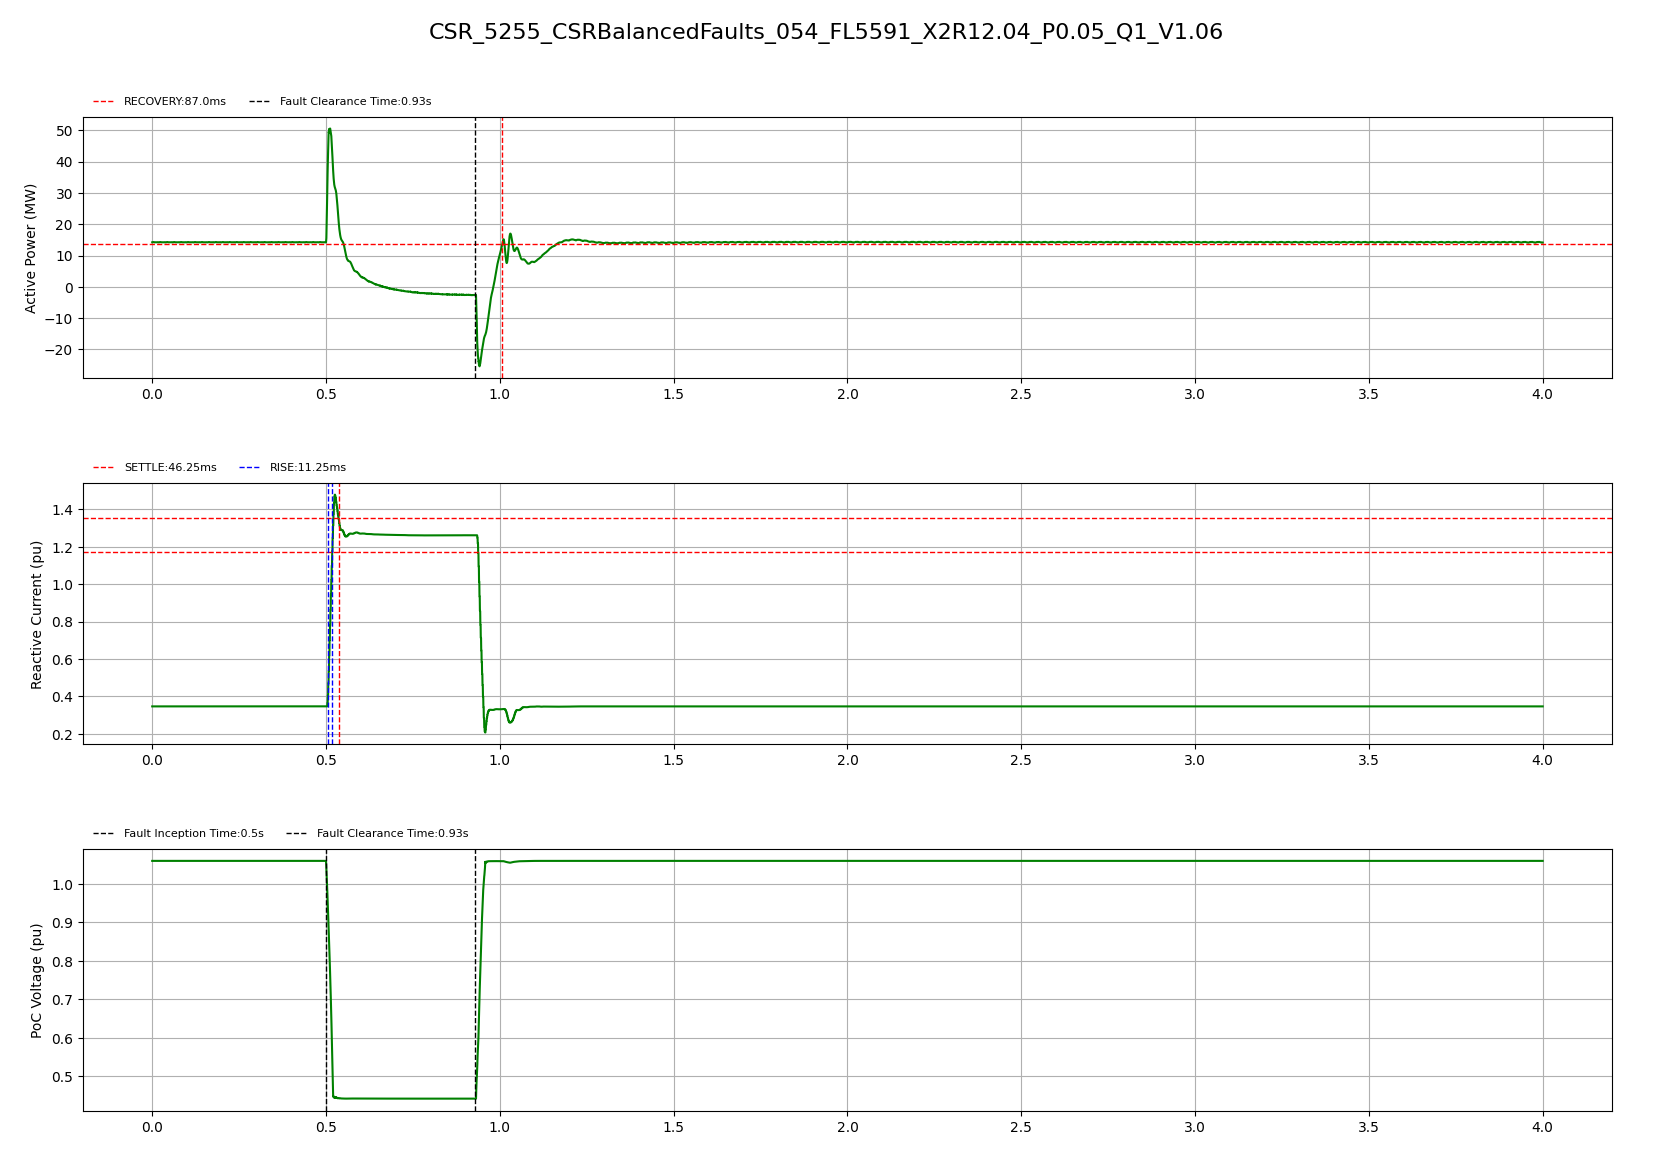 CSR_5255_CSRBalancedFaults_054_FL5591_X2R12.04_P0.05_Q1_V1.06
RECOVERY:87.0ms Fault Clearance Time:0.93s
Active Power (MW)
50
40
30
20
10
0
−10
−20
0.0 0.5 1.0 1.5 2.0 2.5 3.0 3.5 4.0
SETTLE:46.25ms RISE:11.25ms
Reactive Current (pu)
1.4
1.2
1.0
0.8
0.6
0.4
0.2
0.0 0.5 1.0 1.5 2.0 2.5 3.0 3.5 4.0
Fault Inception Time:0.5s Fault Clearance Time:0.93s
PoC Voltage (pu)
1.0
0.9
0.8
0.7
0.6
0.5
0.0 0.5 1.0 1.5 2.0 2.5 3.0 3.5 4.0